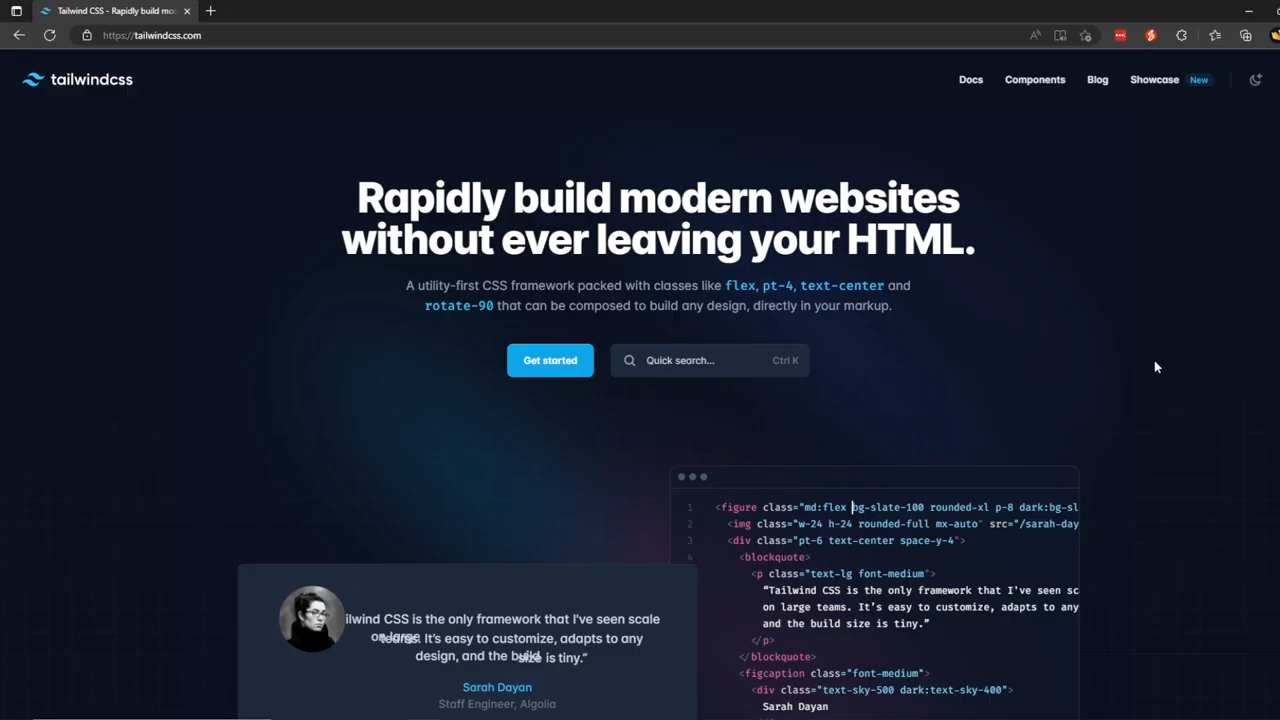 Tailwind CSS - Rapidly build mod
https://tailwindcss.com
tailwindcss
Docs
Components
Blog
Showcase
New
Rapidly build modern websites
without ever leaving your HTML.
A utility-first CSS framework packed with classes like flex, pt-4, text-center and
rotate-90 that can be composed to build any design, directly in your markup.
Get started
Quick search...
Ctrl K
1 <figure class="md:flex bg-slate-100 rounded-xl p-8 dark:bg-sl
2 <img class="w-24 h-24 rounded-full mx-auto" src="/sarah-day
3 <div class="pt-6 text-center space-y-4">
4 <blockquote>
<p class="text-lg font-medium">
“Tailwind CSS is the only framework that I've seen sc
on large teams. It’s easy to customize, adapts to any
and the build size is tiny.”
</p>
</blockquote>
<figcaption class="font-medium">
<div class="text-sky-500 dark:text-sky-400">
Sarah Dayan
ilwind CSS is the only framework that I've seen scale
on large teams. It’s easy to customize, adapts to any
design, and the build size is tiny.”
Sarah Dayan
Staff Engineer, Algolia